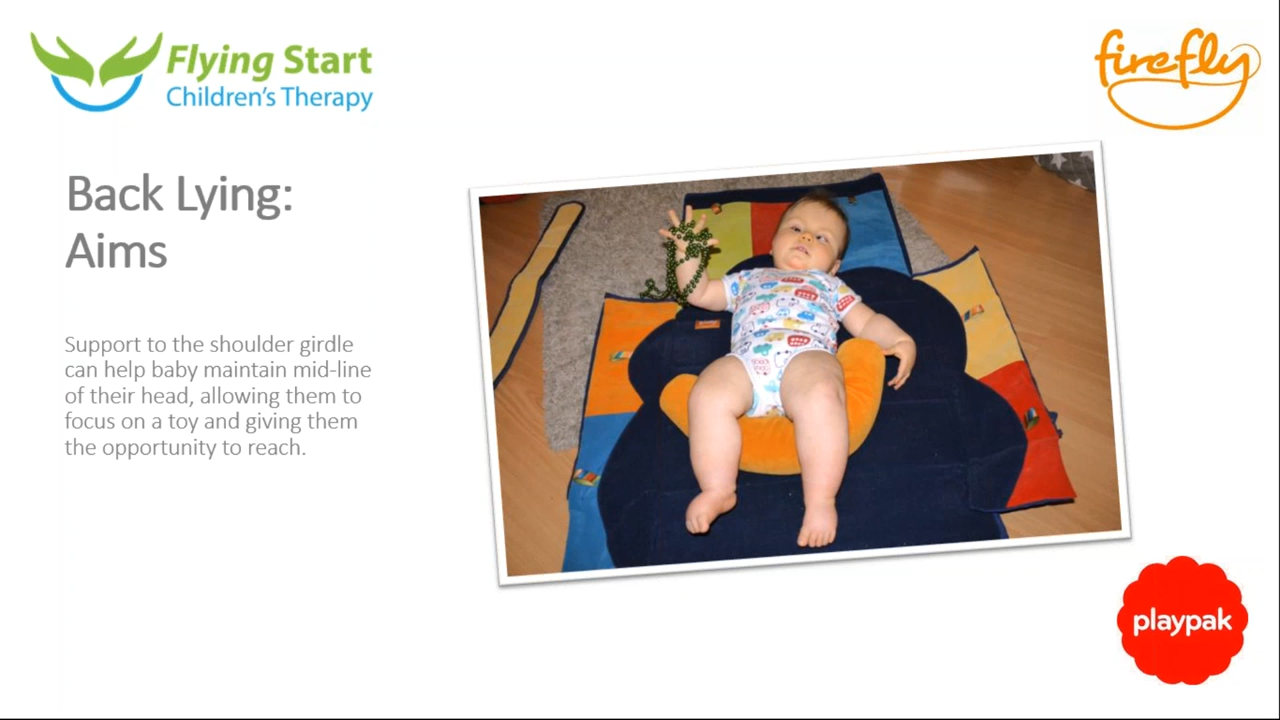 Flying Start
Children's Therapy
firefly
Back Lying:
Aims
Support to the shoulder girdle
can help baby maintain mid-line
of their head, allowing them to
focus on a toy and giving them
the opportunity to reach.
playpak